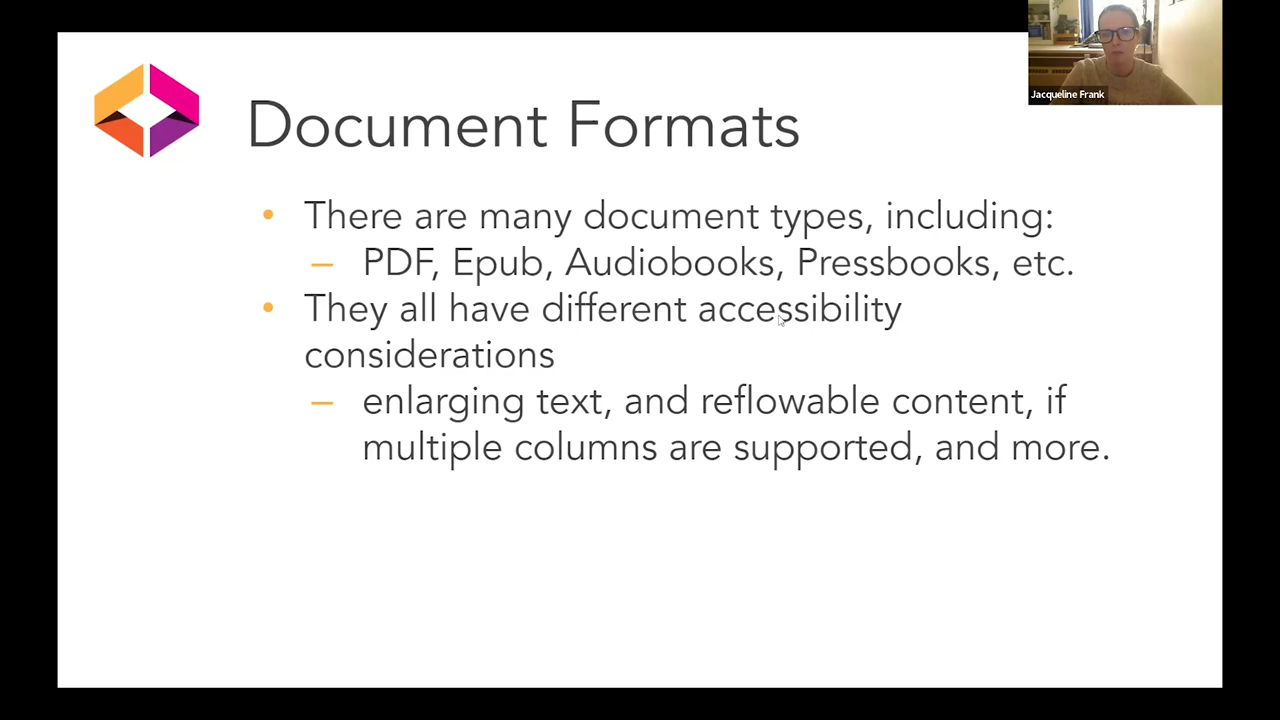 Jacqueline Frank
Document Formats
• There are many document types, including:
– PDF, Epub, Audiobooks, Pressbooks, etc.
• They all have different accessibility
considerations
– enlarging text, and reflowable content, if
multiple columns are supported, and more.